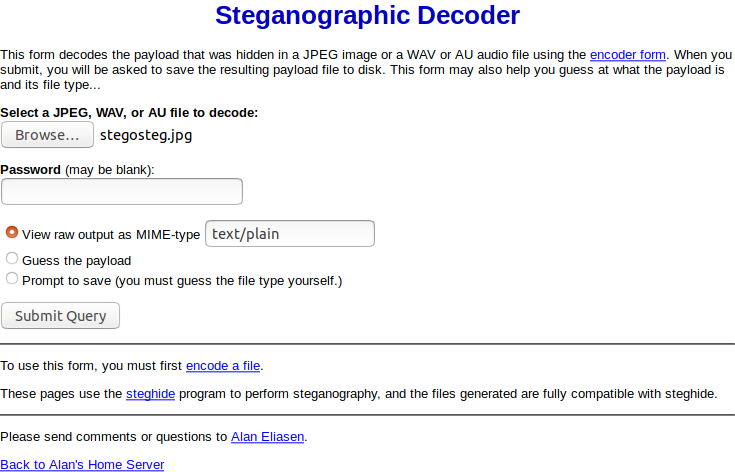 Steganographic Decoder
This form decodes the payload that was hidden in a JPEG image or a WAV or AU audio file using the encoder form. When you
submit, you will be asked to save the resulting payload file to disk. This form may also help you guess at what the payload is
and its file type...
Select a JPEG, WAV, or AU file to decode:
Browse... stegosteg.jpg
Password (may be blank):
View raw output as MIME-type text/plain
Guess the payload
Prompt to save (you must guess the file type yourself.)
Submit Query
To use this form, you must first encode a file.
These pages use the steghide program to perform steganography, and the files generated are fully compatible with steghide.
Please send comments or questions to Alan Eliasen.
Back to Alan's Home Server